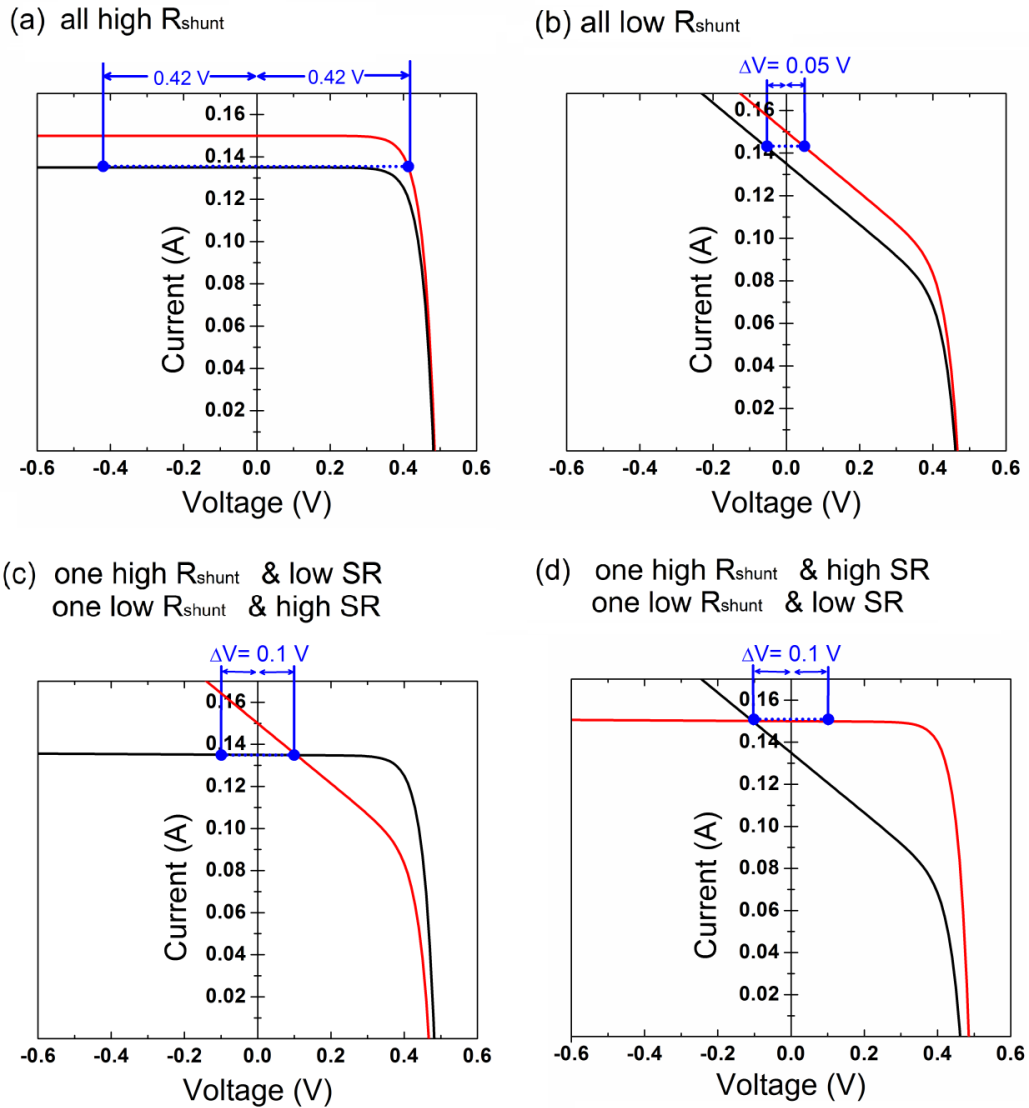 (a) all high Rshunt
0.42 V 0.42 V
0.16
0.14
0.12
0.10
0.08
0.06
0.04
0.02
Current (A)
-0.6 -0.4 -0.2 0.0 0.2 0.4 0.6
Voltage (V)
(b) all low Rshunt
ΔV= 0.05 V
0.16
0.14
0.12
0.10
0.08
0.06
0.04
0.02
Current (A)
-0.6 -0.4 -0.2 0.0 0.2 0.4 0.6
Voltage (V)
(c) one high Rshunt & low SR
one low Rshunt & high SR
ΔV= 0.1 V
0.16
0.14
0.12
0.10
0.08
0.06
0.04
0.02
Current (A)
-0.6 -0.4 -0.2 0.0 0.2 0.4 0.6
Voltage (V)
(d) one high Rshunt & high SR
one low Rshunt & low SR
ΔV= 0.1 V
0.16
0.14
0.12
0.10
0.08
0.06
0.04
0.02
Current (A)
-0.6 -0.4 -0.2 0.0 0.2 0.4 0.6
Voltage (V)